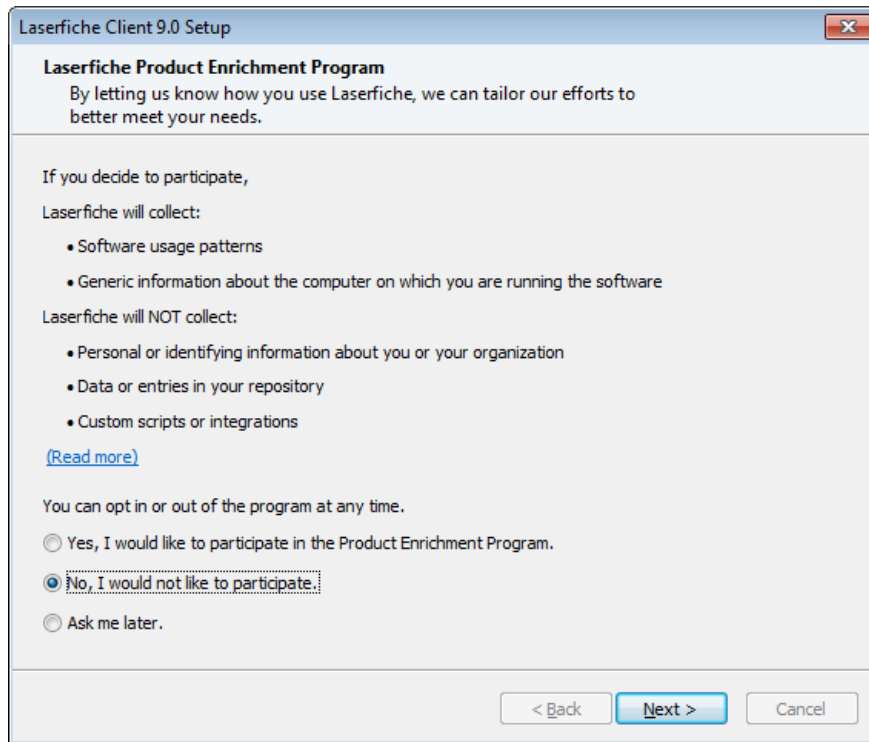 Laserfiche Client 9.0 Setup
Laserfiche Product Enrichment Program
By letting us know how you use Laserfiche, we can tailor our efforts to
better meet your needs.
If you decide to participate,
Laserfiche will collect:
• Software usage patterns
• Generic information about the computer on which you are running the software
Laserfiche will NOT collect:
• Personal or identifying information about you or your organization
• Data or entries in your repository
• Custom scripts or integrations
(Read more)
You can opt in or out of the program at any time.
Yes, I would like to participate in the Product Enrichment Program.
No, I would not like to participate.
Ask me later.
< Back Next > Cancel